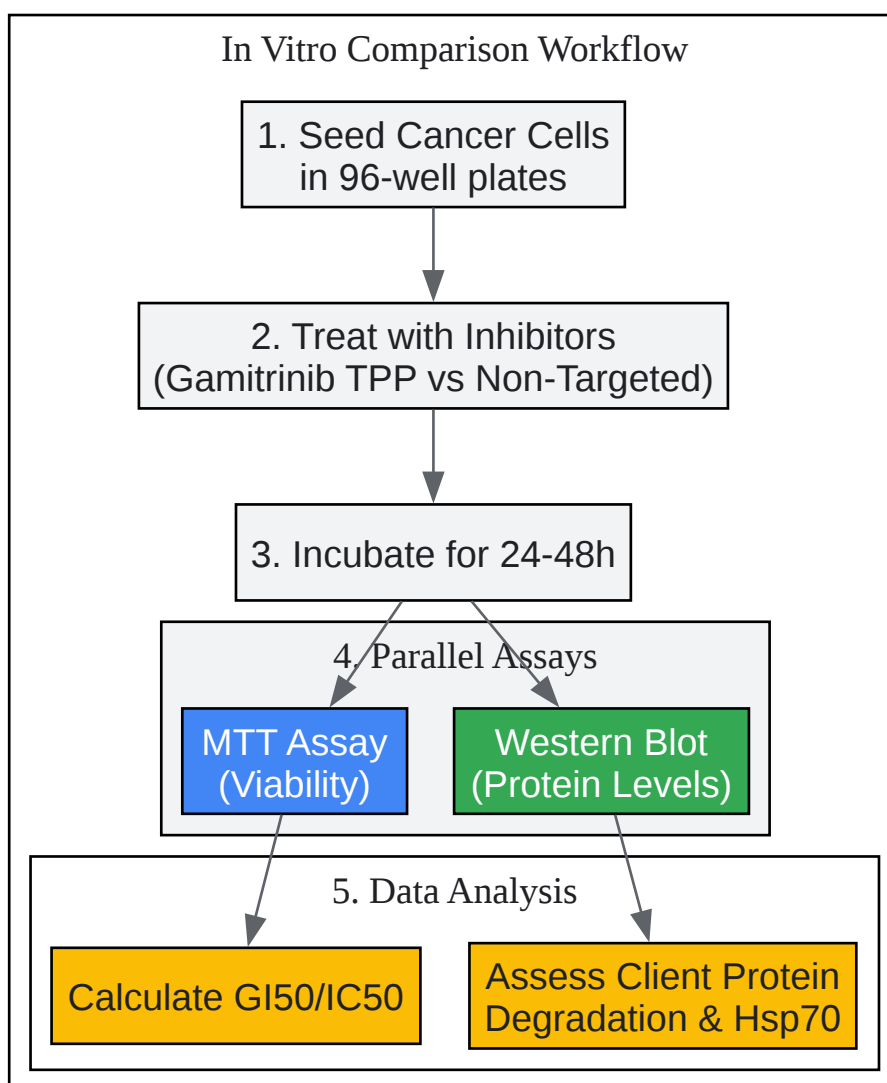 In Vitro Comparison Workflow
1. Seed Cancer Cells
in 96-well plates
2. Treat with Inhibitors
(Gamitrinib TPP vs Non-Targeted)
3. Incubate for 24-48h
4. Parallel Assays
MTT Assay
(Viability)
Western Blot
(Protein Levels)
5. Data Analysis
Calculate GI50/IC50
Assess Client Protein
Degradation & Hsp70